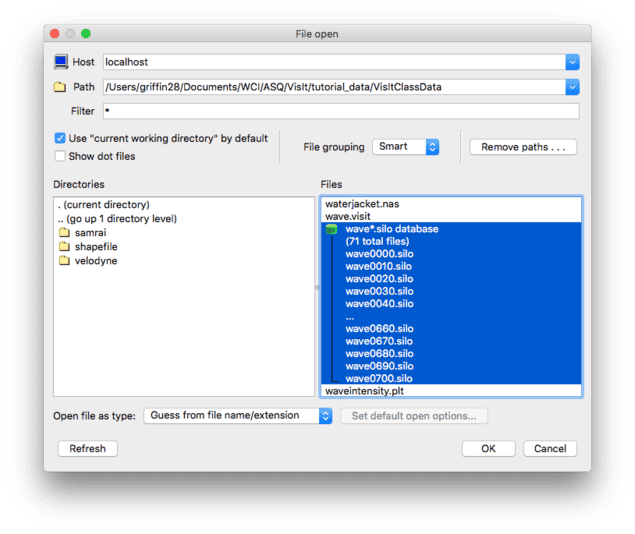 File open
Host localhost
Path /Users/griffin28/Documents/WCI/ASQ/VisIt/tutorial_data/VisItClassData
Filter *
Use "current working directory" by default
Show dot files
File grouping Smart
Remove paths . . .
Directories
. (current directory)
.. (go up 1 directory level)
samrai
shapefile
velodyne
Files
waterjacket.nas
wave.visit
wave*.silo database
(71 total files)
wave0000.silo
wave0010.silo
wave0020.silo
wave0030.silo
wave0040.silo
...
wave0660.silo
wave0670.silo
wave0680.silo
wave0690.silo
wave0700.silo
waveintensity.plt
Open file as type: Guess from file name/extension
Set default open options...
Refresh
OK
Cancel